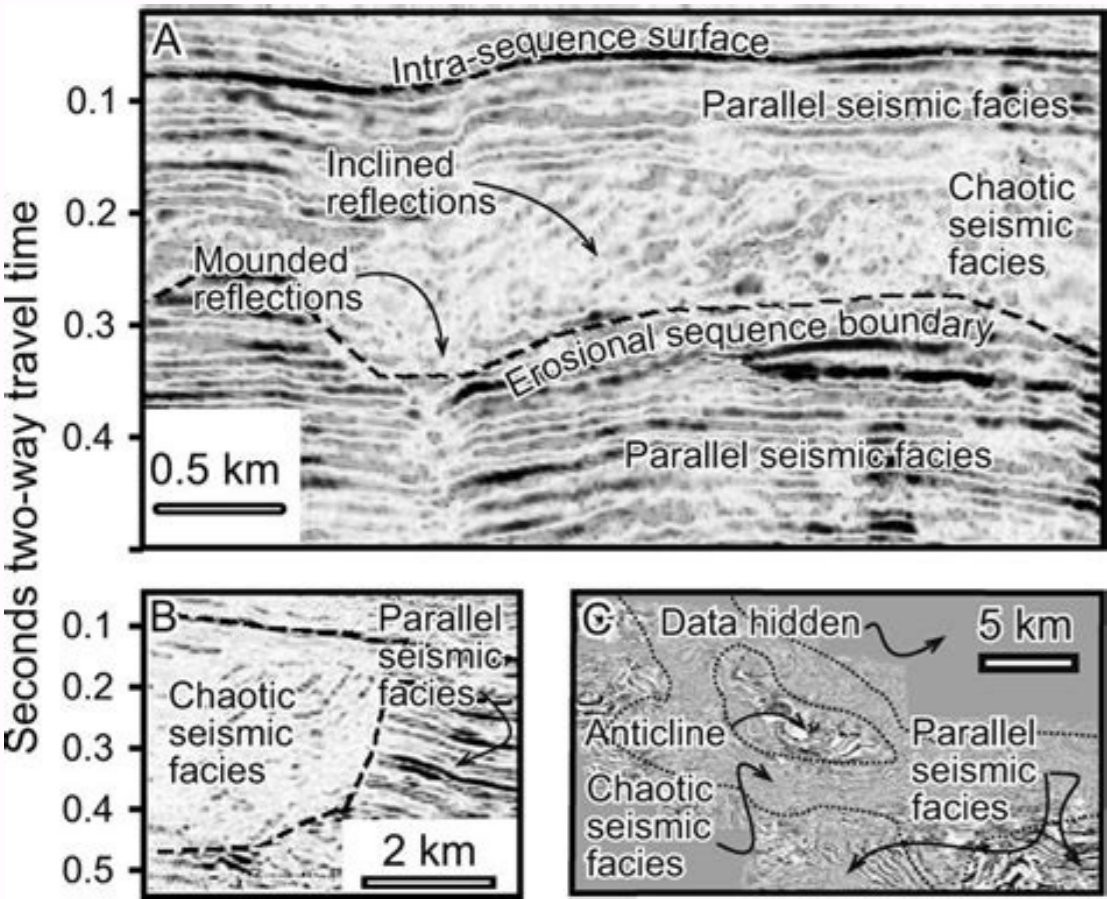 Seconds two-way travel time
A
Intra-sequence surface
0.1
Parallel seismic facies
Inclined
reflections
Chaotic
seismic
facies
0.2
Mounded
reflections
0.3
Erosional sequence boundary
0.4
Parallel seismic facies
0.5 km
B
0.1
Parallel
seismic
facies
0.2
Chaotic
seismic
facies
0.3
0.4
2 km
0.5
C
Data hidden
5 km
Anticline
Parallel
seismic
facies
Chaotic
seismic
facies